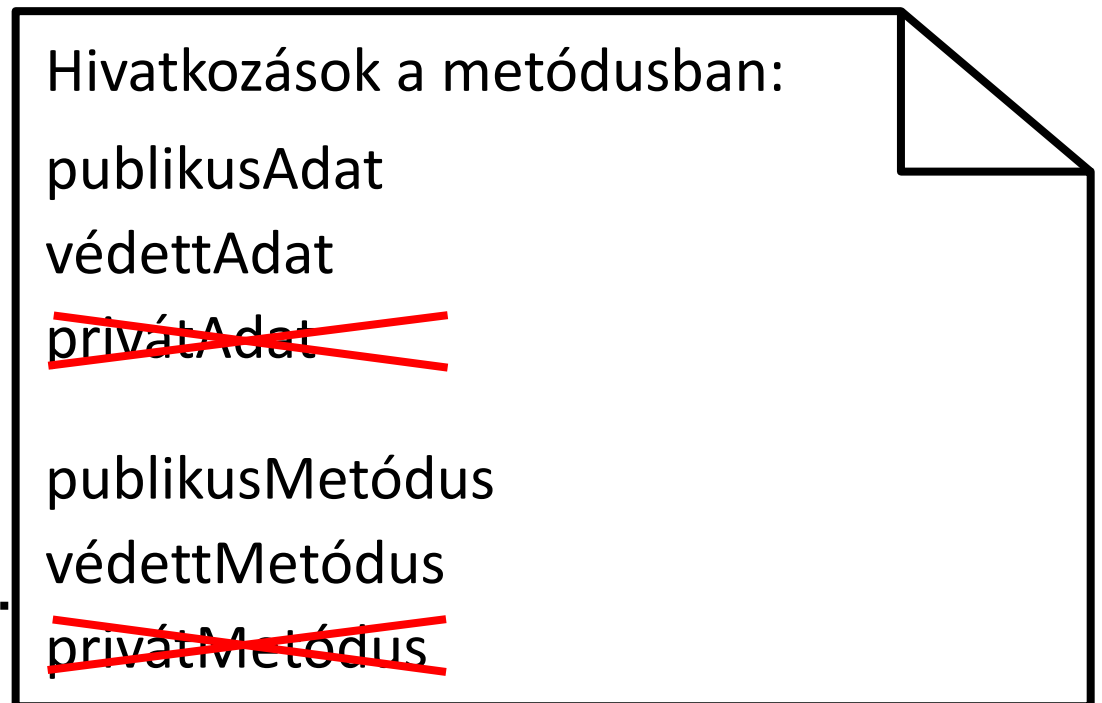 Hivatkozások a metódusban:
publikusAdat
védettAdat
privátAdat
publikusMetódus
védettMetódus
privátMetódus